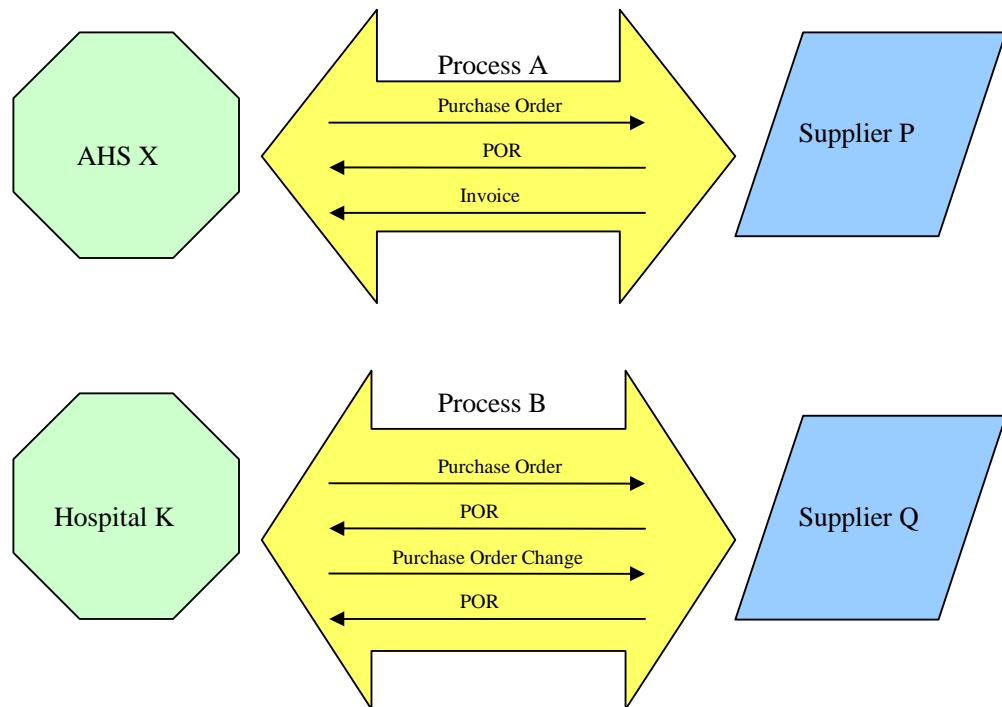 Process A
Purchase Order
AHS X
POR
Supplier P
Invoice
Process B
Purchase Order
Hospital K
POR
Supplier Q
Purchase Order Change
POR